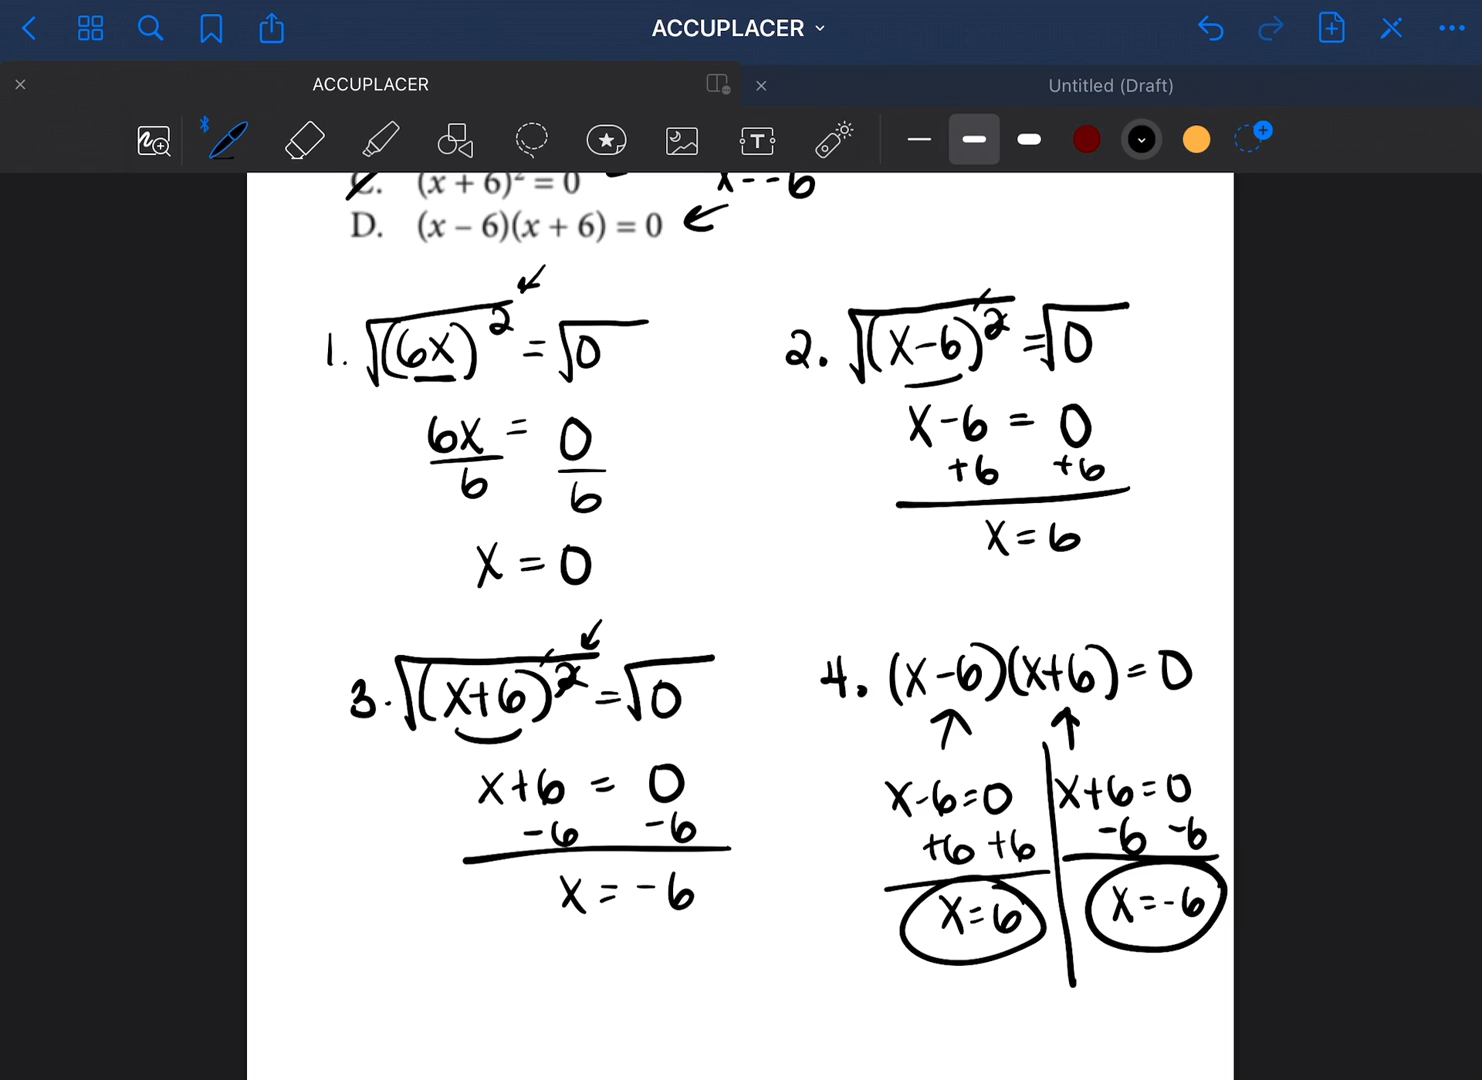 ACCUPLACER
ACCUPLACER
Untitled (Draft)
C. (x + 6)² = 0 x = -6
D. (x – 6)(x + 6) = 0
1. √(6x)² = √0
6x/6 = 0/6
x = 0
2. √(x-6)² = √0
x-6 = 0
+6 +6
x = 6
3. √(x+6)² = √0
x+6 = 0
-6 -6
x = -6
4. (x-6)(x+6) = 0
x-6=0 x+6=0
+6 +6 -6 -6
x=6 x=-6